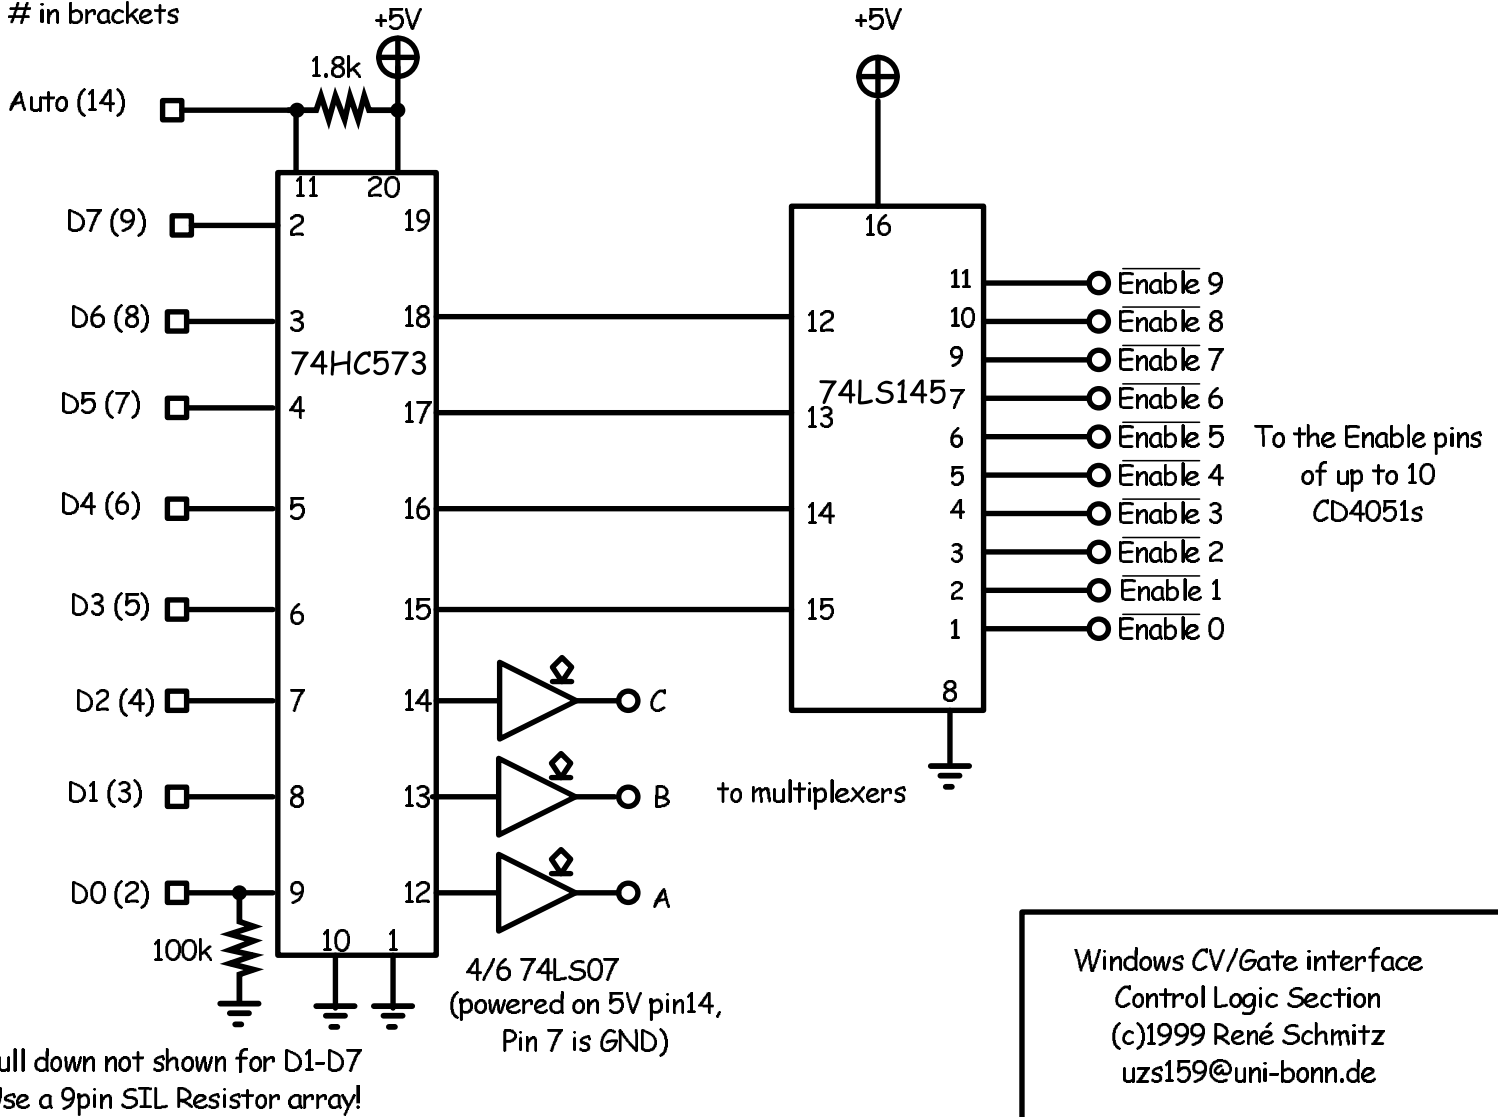 # in brackets
+5V
+5V
1.8k
Auto (14)
11
20
D7 (9)
2
19
16
11
Enable 9
D6 (8)
3
18
12
10
Enable 8
74HC573
9
Enable 7
74LS145
7
Enable 6
D5 (7)
4
17
13
6
Enable 5
To the Enable pins
of up to 10
CD4051s
5
Enable 4
D4 (6)
5
16
14
4
Enable 3
3
Enable 2
2
Enable 1
D3 (5)
6
15
15
1
Enable 0
8
D2 (4)
7
14
C
D1 (3)
8
13
B
to multiplexers
D0 (2)
9
12
A
100k
10
1
4/6 74LS07
(powered on 5V pin14,
Pin 7 is GND)
Windows CV/Gate interface
Control Logic Section
(c)1999 René Schmitz
uzs159@uni-bonn.de
ull down not shown for D1-D7
se a 9pin SIL Resistor array!